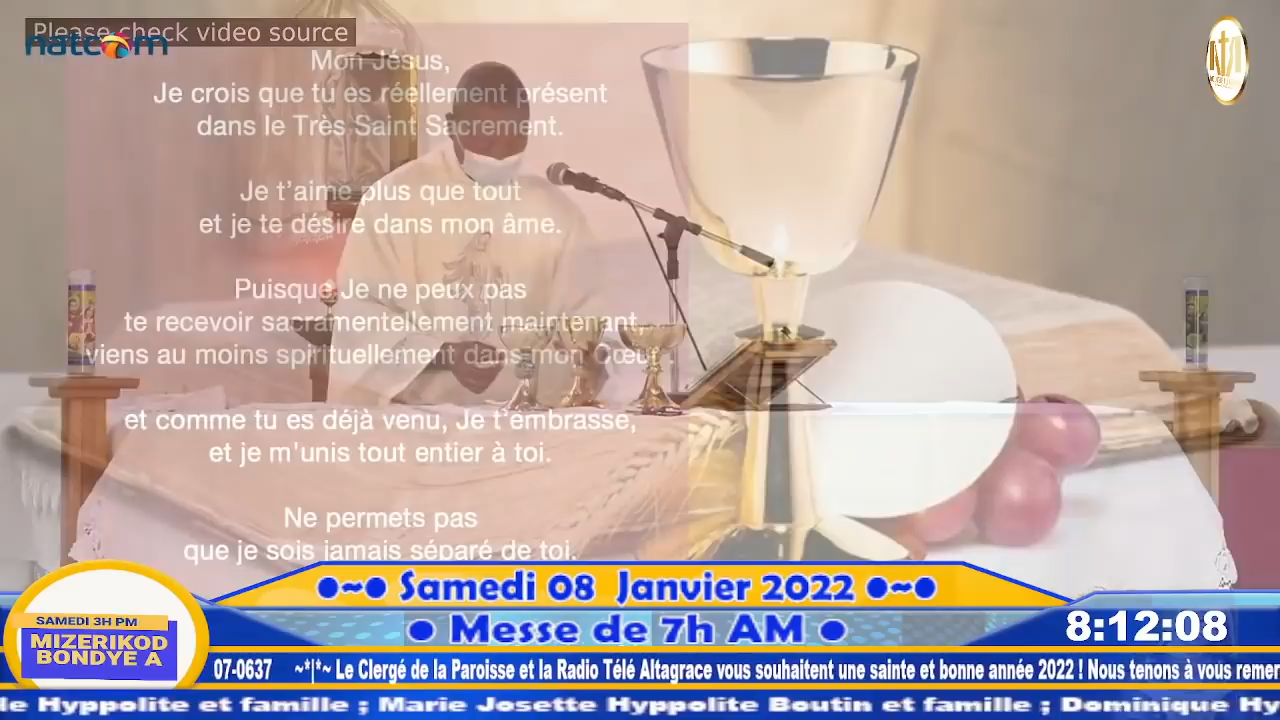 Please check video source
natcom
Mon Jésus,
Je crois que tu es réellement présent
dans le Très Saint Sacrement.
Je t’aime plus que tout
et je te désire dans mon âme.
Puisque Je ne peux pas
te recevoir sacramentellement maintenant,
viens au moins spirituellement dans mon Cœur
et comme tu es déjà venu, Je t’embrasse,
et je m'unis tout entier à toi.
Ne permets pas
que je sois jamais séparé de toi.
●~● Samedi 08 Janvier 2022 ●~●
● Messe de 7h AM ●
8:12:08
SAMEDI 3H PM
MIZERIKOD
BONDYE A
07-0637 ~*|*~ Le Clergé de la Paroisse et la Radio Télé Altagrace vous souhaitent une sainte et bonne année 2022 ! Nous tenons à vous remer
le Hyppolite et famille ; Marie Josette Hyppolite Boutin et famille ; Dominique Hy